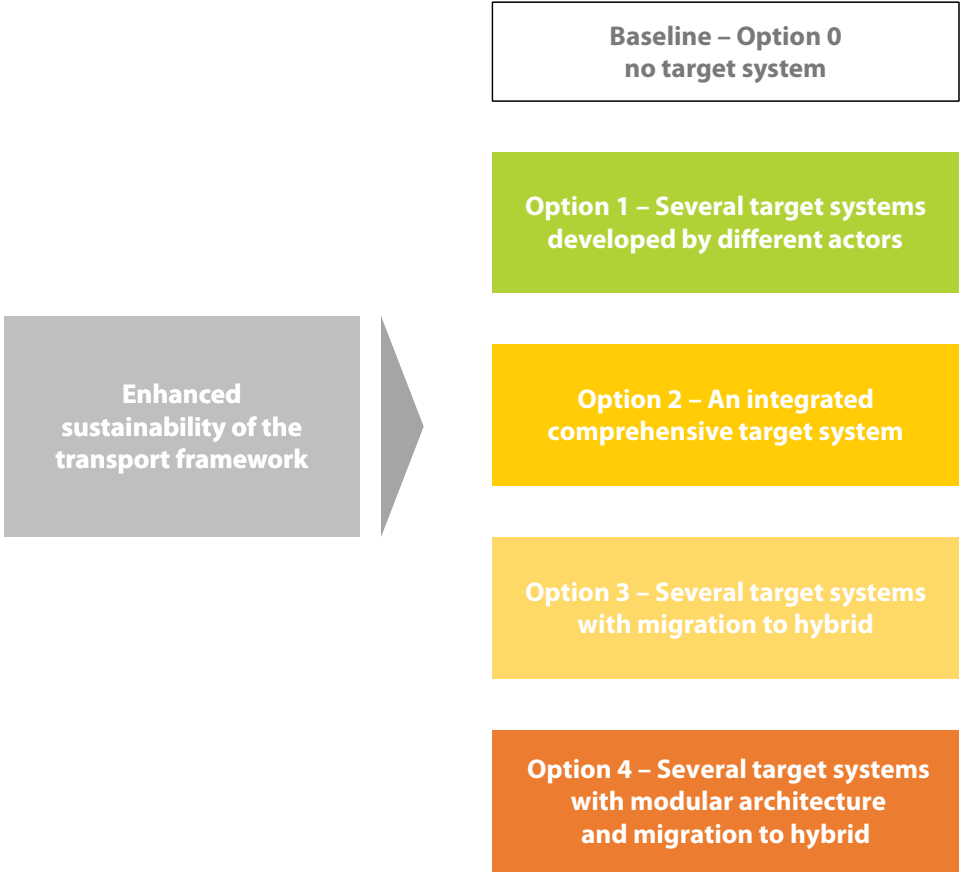 Baseline – Option 0
no target system
Option 1 – Several target systems
developed by different actors
Enhanced
sustainability of the
transport framework
Option 2 – An integrated
comprehensive target system
Option 3 – Several target systems
with migration to hybrid
Option 4 – Several target systems
with modular architecture
and migration to hybrid